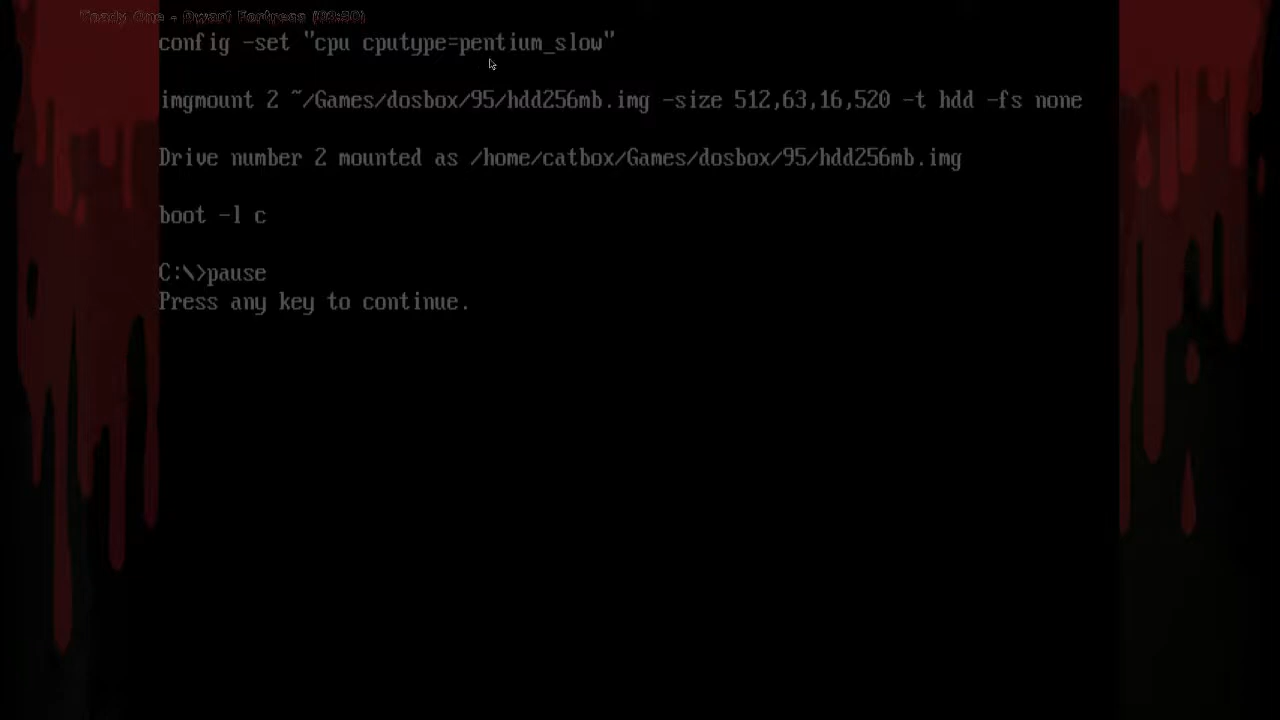 Toady One - Dwarf Fortress (00:30)
config -set "cpu cputype=pentium_slow"
imgmount 2 ~/Games/dosbox/95/hdd256mb.img -size 512,63,16,520 -t hdd -fs none
Drive number 2 mounted as /home/catbox/Games/dosbox/95/hdd256mb.img
boot -l c
C:\>pause
Press any key to continue.